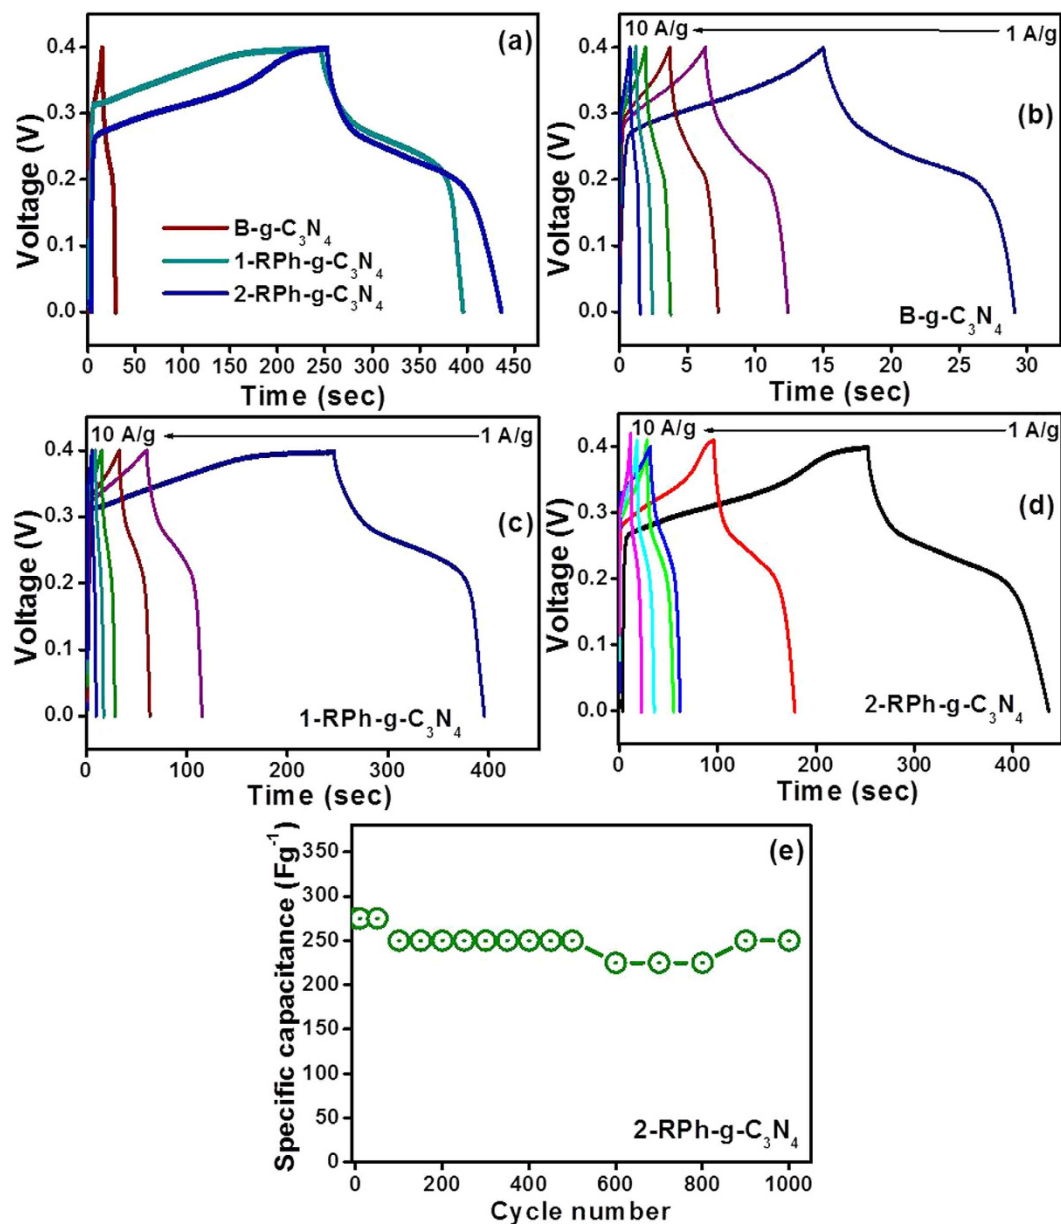 (a)
0.4
0.3
0.2
0.1
0.0
Voltage (V)
B-g-C₃N₄
1-RPh-g-C₃N₄
2-RPh-g-C₃N₄
0 50 100 150 200 250 300 350 400 450
Time (sec)
10 A/g 1 A/g
(b)
0.4
0.3
0.2
0.1
0.0
Voltage (V)
B-g-C₃N₄
0 5 10 15 20 25 30
Time (sec)
10 A/g 1 A/g
(c)
0.4
0.3
0.2
0.1
0.0
Voltage (V)
1-RPh-g-C₃N₄
0 100 200 300 400
Time (sec)
10 A/g 1 A/g
(d)
0.4
0.3
0.2
0.1
0.0
Voltage (V)
2-RPh-g-C₃N₄
0 100 200 300 400
Time (sec)
(e)
350
300
250
200
150
100
50
0
Specific capacitance (Fg⁻¹)
2-RPh-g-C₃N₄
0 200 400 600 800 1000
Cycle number